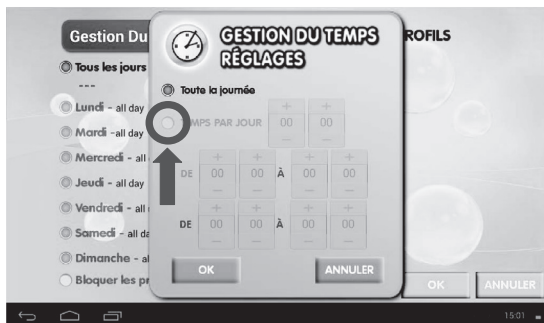 Gestion Du
ROFILS
Tous les jours
---
Lundi - all day
Mardi -all day
Mercredi - all
Jeudi - all day
Vendredi - all
Samedi - all da
Dimanche - al
Bloquer les pr
GESTION DU TEMPS
RÉGLAGES
Toute la journée
TEMPS PAR JOUR
+ +
00 00
— —
+ + + +
DE 00 00 À 00 00
— — — —
+ + + +
DE 00 00 À 00 00
— — — —
OK ANNULER
OK ANNULER
15:01